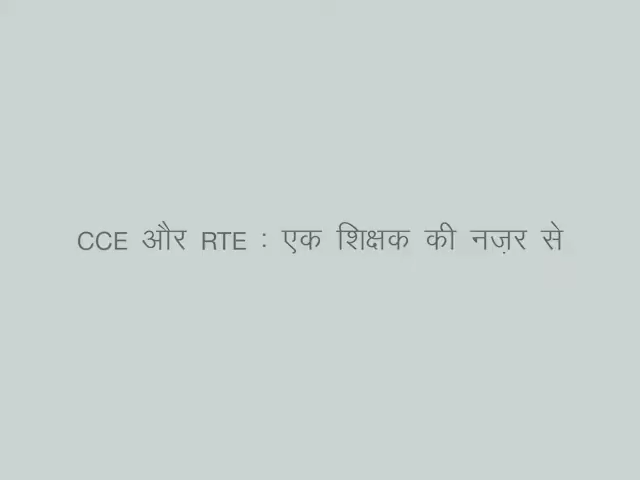 CCE और RTE : एक शिक्षक की नज़र से